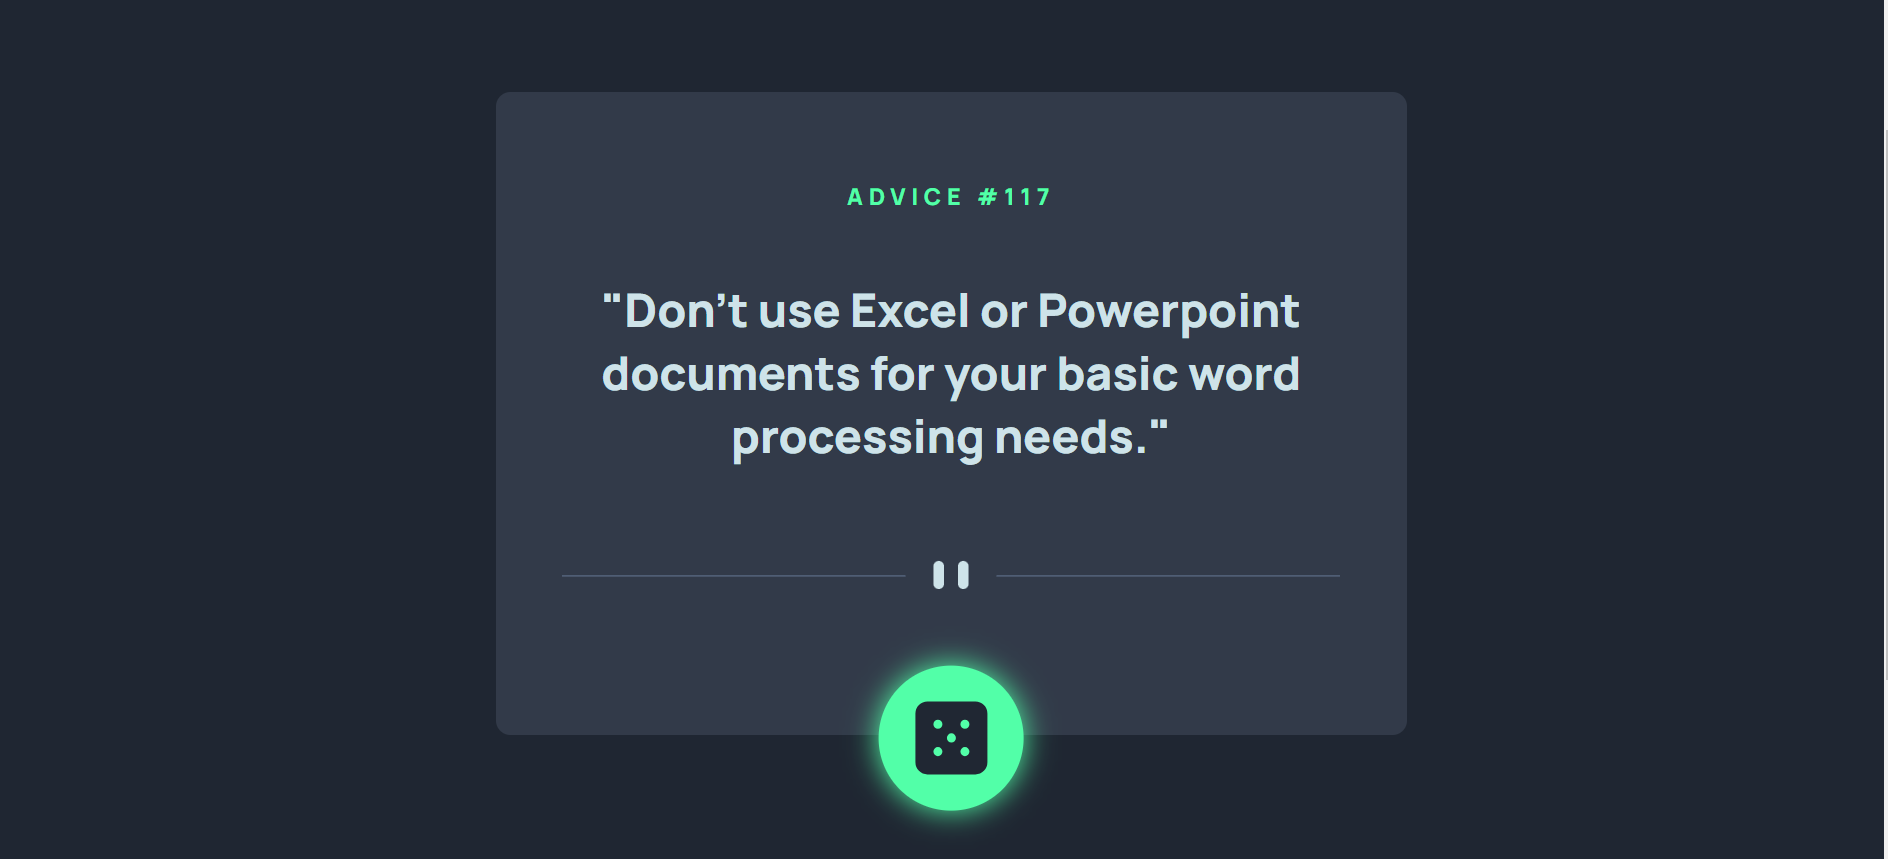 ADVICE #117
"Don't use Excel or Powerpoint
documents for your basic word
processing needs."